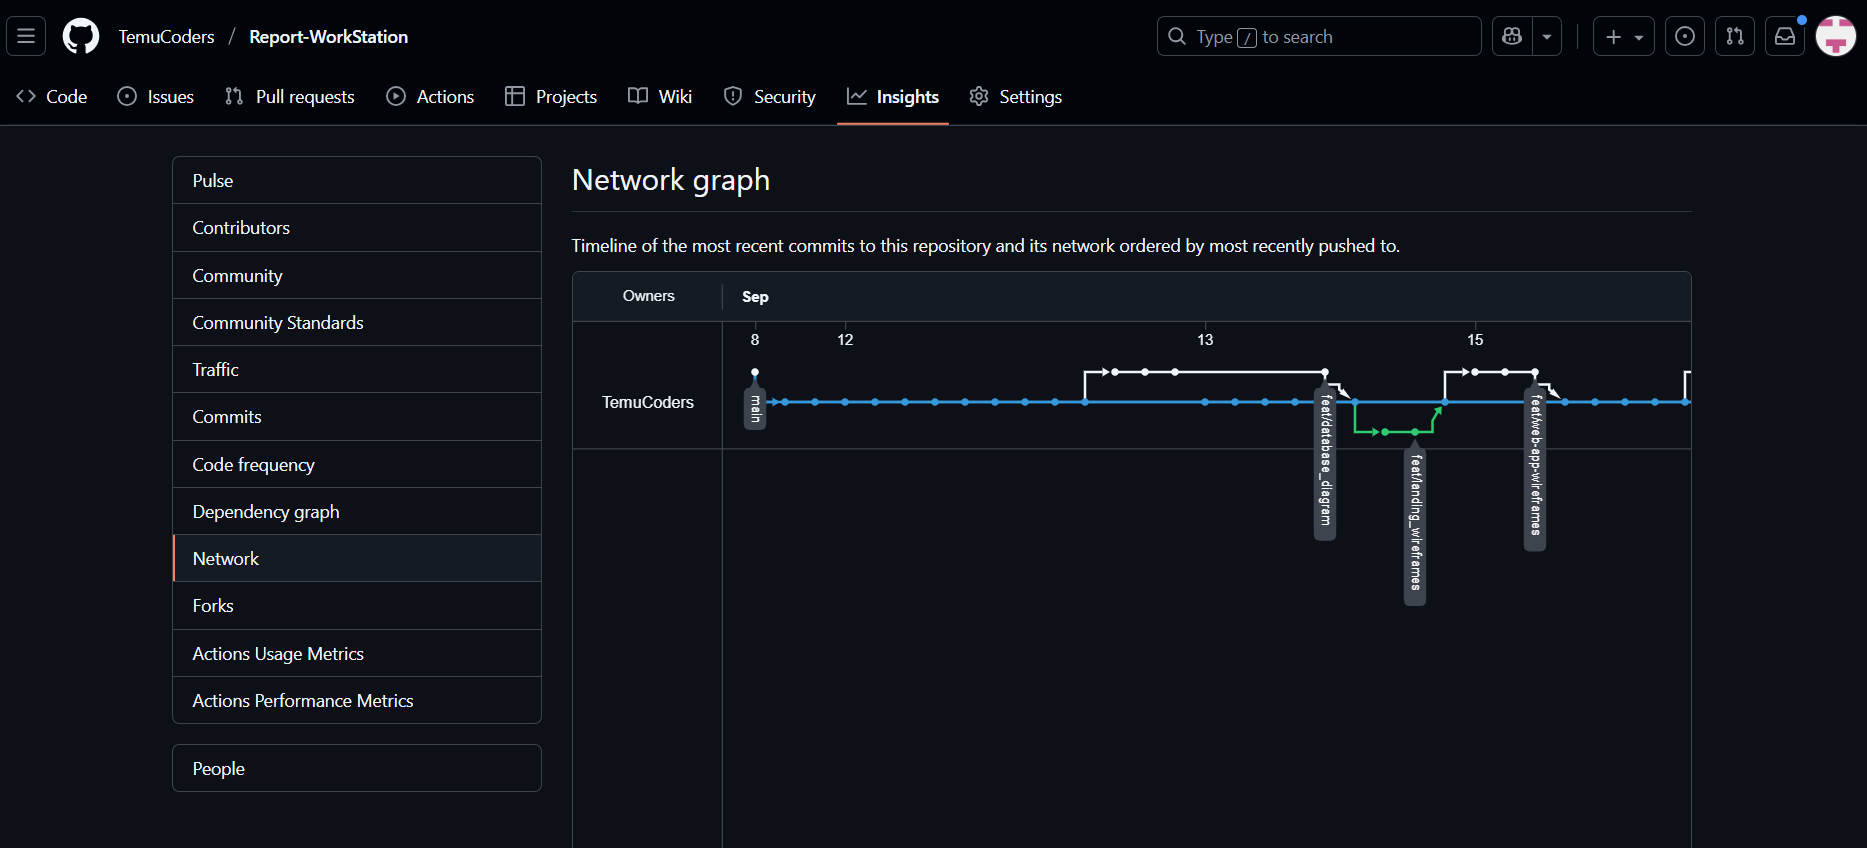 TemuCoders / Report-WorkStation
Type / to search
Code Issues Pull requests Actions Projects Wiki Security Insights Settings
Pulse
Contributors
Community
Community Standards
Traffic
Commits
Code frequency
Dependency graph
Network
Forks
Actions Usage Metrics
Actions Performance Metrics
People
Network graph
Timeline of the most recent commits to this repository and its network ordered by most recently pushed to.
Owners Sep
8 12 13 15
TemuCoders
main
feat/database_diagram
feat/landing_wireframes
feat/web-app-wireframes